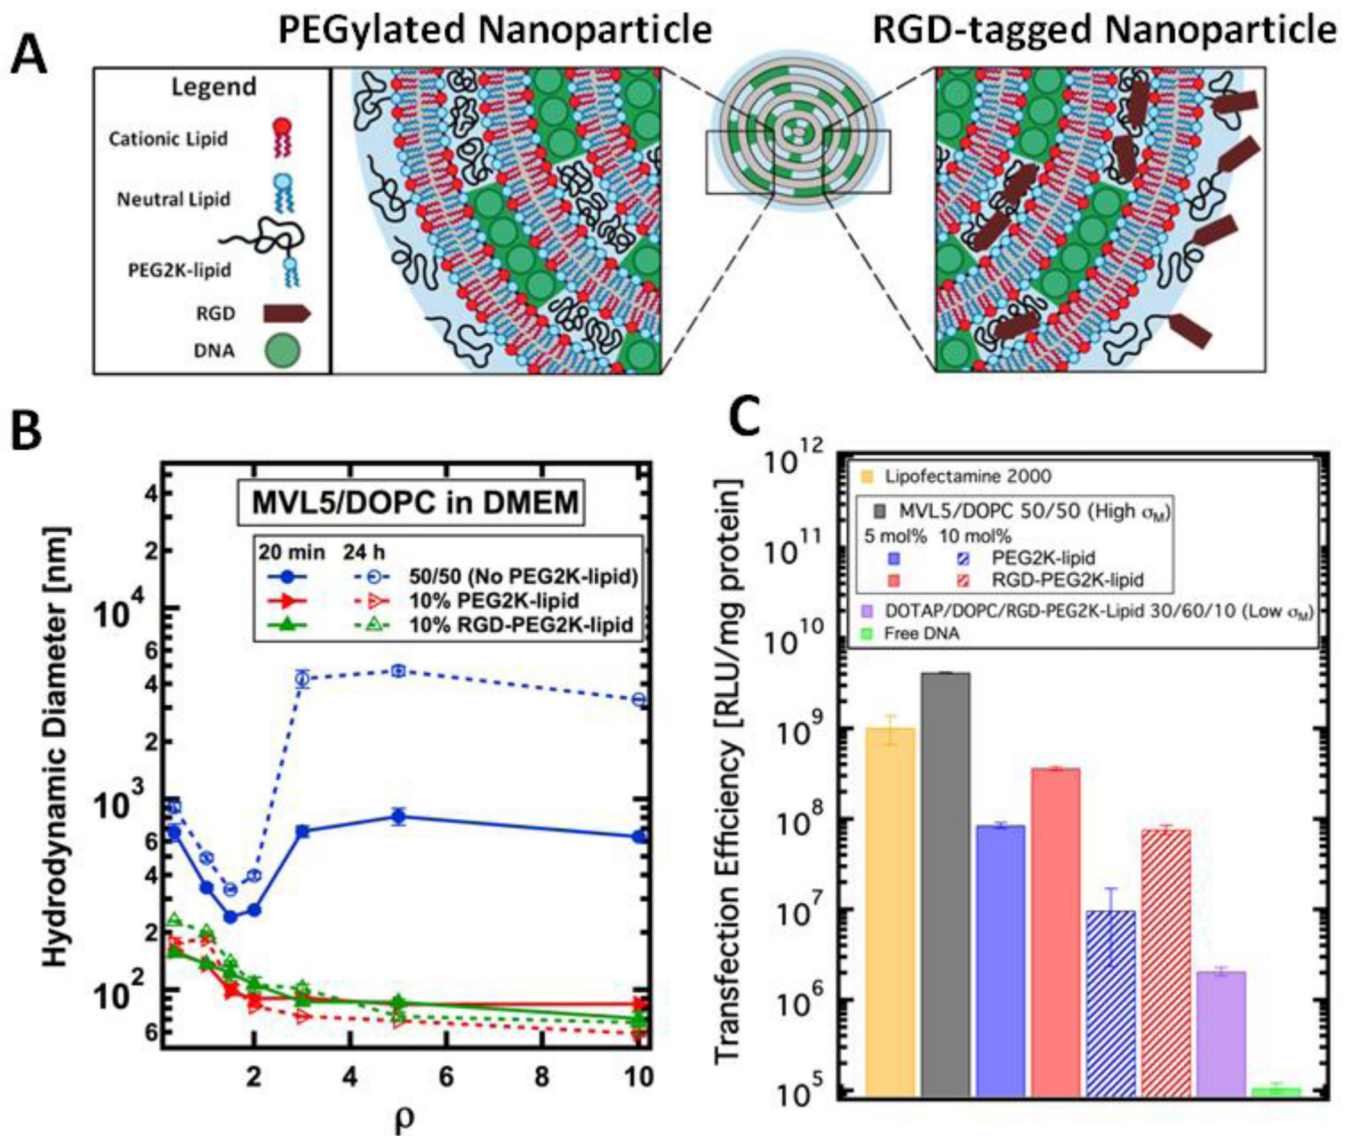 A
PEGylated Nanoparticle
RGD-tagged Nanoparticle
Legend
Cationic Lipid
Neutral Lipid
PEG2K-lipid
RGD
DNA
B
MVL5/DOPC in DMEM
20 min 24 h
50/50 (No PEG2K-lipid)
10% PEG2K-lipid
10% RGD-PEG2K-lipid
Hydrodynamic Diameter [nm]
4
2
10⁴
6
4
2
10³
6
4
2
10²
6
2 4 6 8 10
ρ
C
Lipofectamine 2000
MVL5/DOPC 50/50 (High σM)
5 mol% 10 mol%
PEG2K-lipid
RGD-PEG2K-lipid
DOTAP/DOPC/RGD-PEG2K-Lipid 30/60/10 (Low σM)
Free DNA
Transfection Efficiency [RLU/mg protein]
10¹²
10¹¹
10¹⁰
10⁹
10⁸
10⁷
10⁶
10⁵